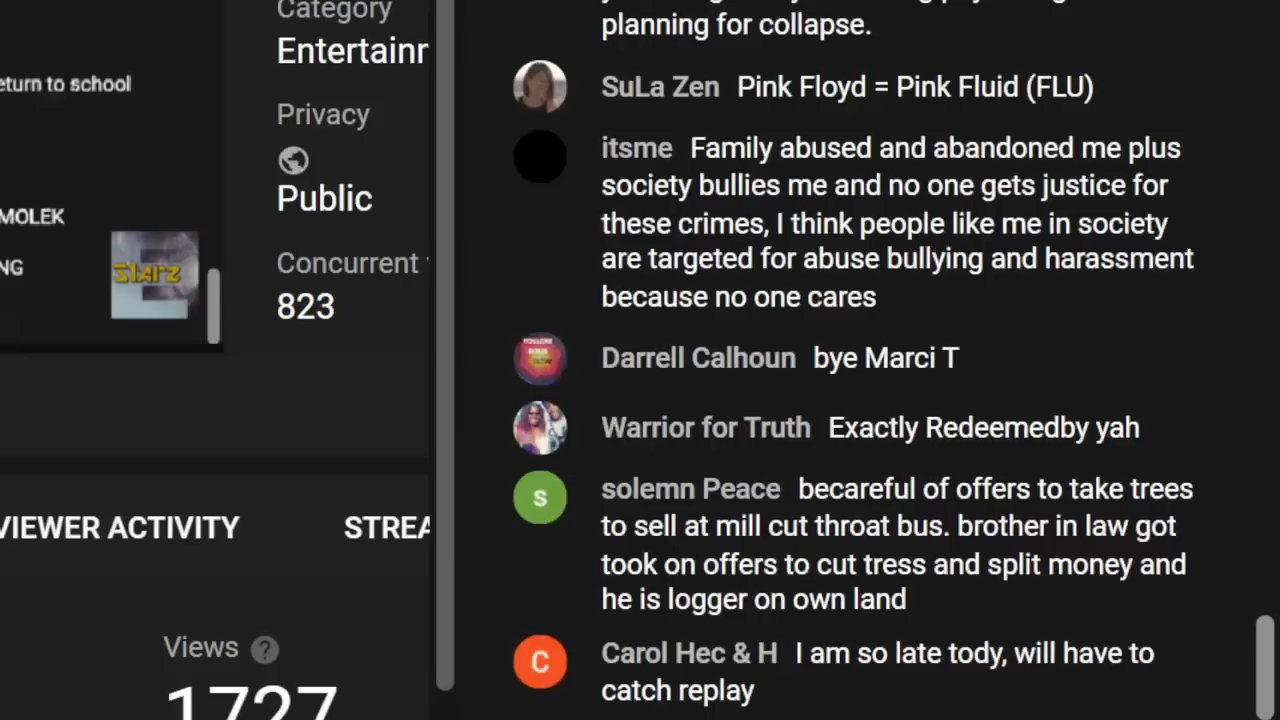 Category
Entertain
eturn to school
Privacy
Public
MOLEK
NG
Starz
Concurrent
823
VIEWER ACTIVITY
STREA
Views ?
1727
planning for collapse.
SuLa Zen Pink Floyd = Pink Fluid (FLU)
itsme Family abused and abandoned me plus
society bullies me and no one gets justice for
these crimes, I think people like me in society
are targeted for abuse bullying and harassment
because no one cares
Darrell Calhoun bye Marci T
Warrior for Truth Exactly Redeemedby yah
S
solemn Peace becareful of offers to take trees
to sell at mill cut throat bus. brother in law got
took on offers to cut tress and split money and
he is logger on own land
C
Carol Hec & H I am so late tody, will have to
catch replay